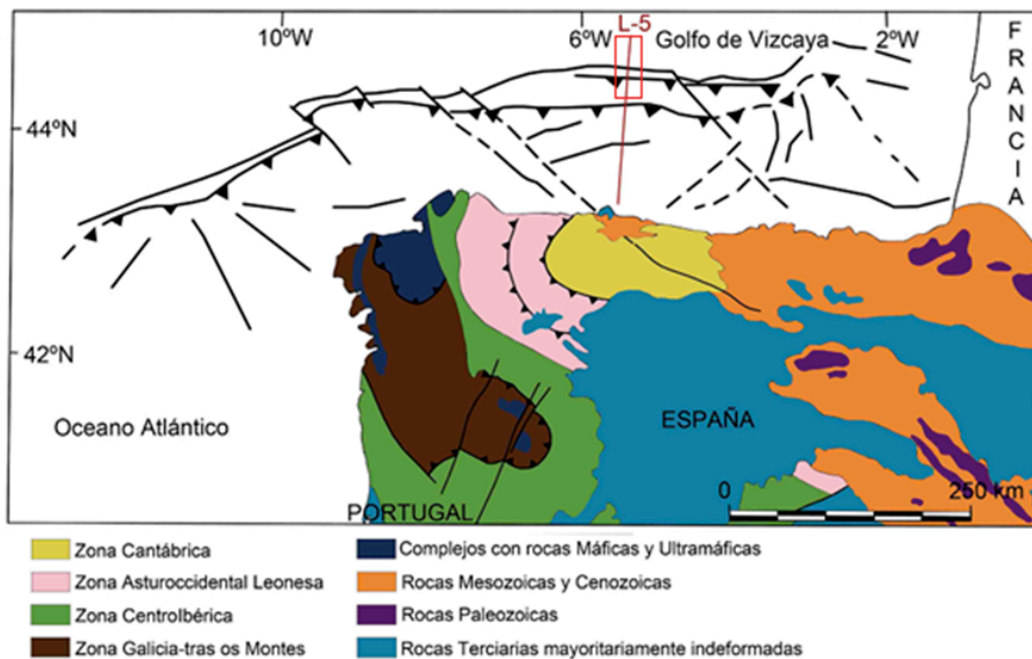 10ºW
6ºW
L-5
Golfo de Vizcaya
2ºW
FRANCIA
44ºN
42ºN
Oceano Atlántico
ESPAÑA
PORTUGAL
0
250 km
Zona Cantábrica
Zona Asturoccidental Leonesa
Zona CentroIbérica
Zona Galicia-tras os Montes
Complejos con rocas Máficas y Ultramáficas
Rocas Mesozoicas y Cenozoicas
Rocas Paleozoicas
Rocas Terciarias mayoritariamente indeformadas